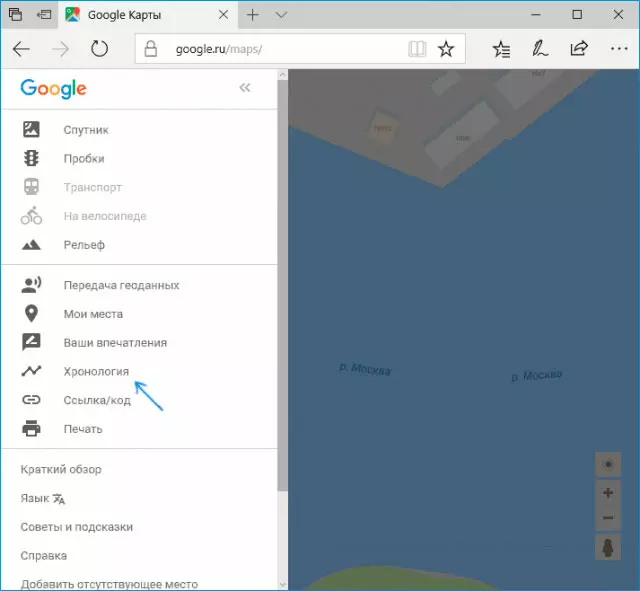 Google Карты
google.ru/maps/
Google
Спутник
Пробки
Транспорт
На велосипеде
Рельеф
Передача геоданных
Мои места
Ваши впечатления
Хронология
Ссылка/код
Печать
Краткий обзор
Язык
Советы и подсказки
Справка
Добавить отсутствующее место
р. Москва
р. Москва